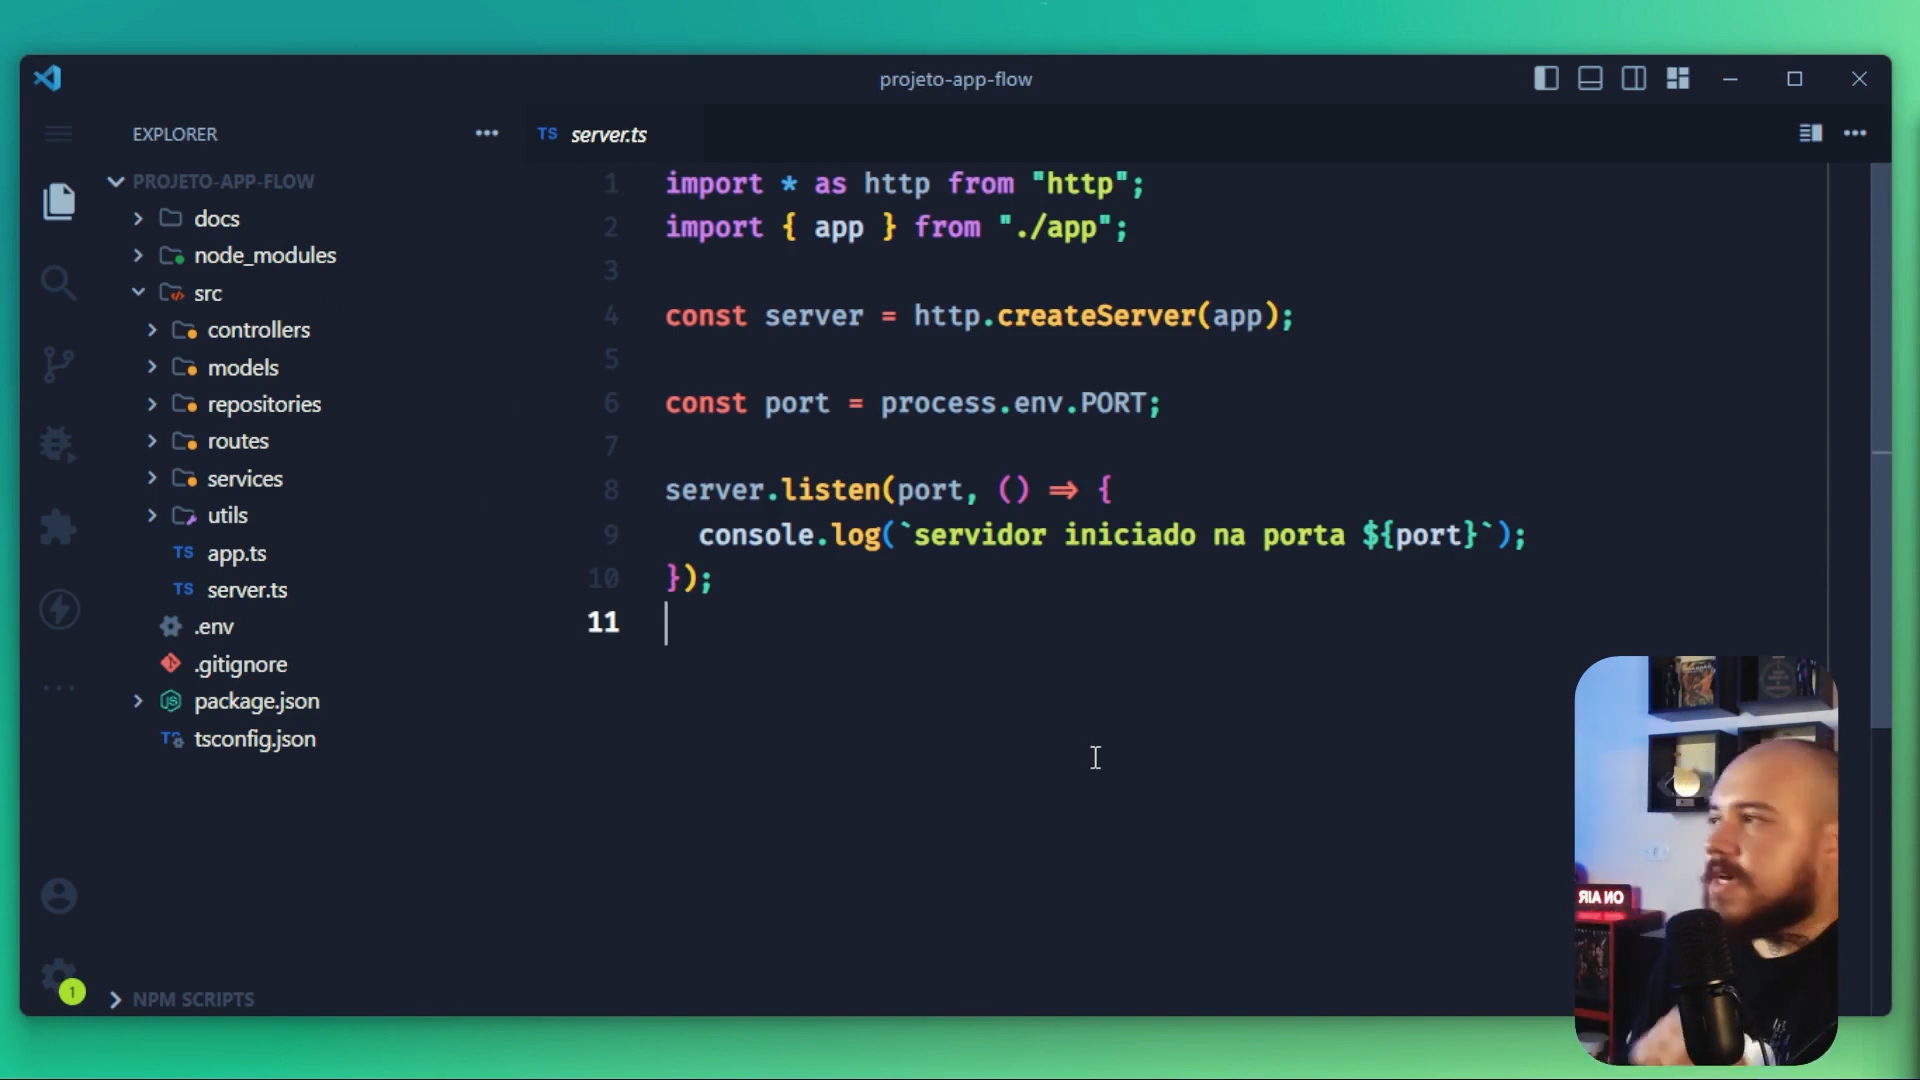 projeto-app-flow
EXPLORER
PROJETO-APP-FLOW
docs
node_modules
src
controllers
models
repositories
routes
services
utils
TS app.ts
TS server.ts
.env
.gitignore
package.json
tsconfig.json
NPM SCRIPTS
1
TS server.ts
1 import * as http from "http";
2 import { app } from "./app";
3
4 const server = http.createServer(app);
5
6 const port = process.env.PORT;
7
8 server.listen(port, () => {
9 console.log(`servidor iniciado na porta ${port}`);
10 });
11
ON AIR